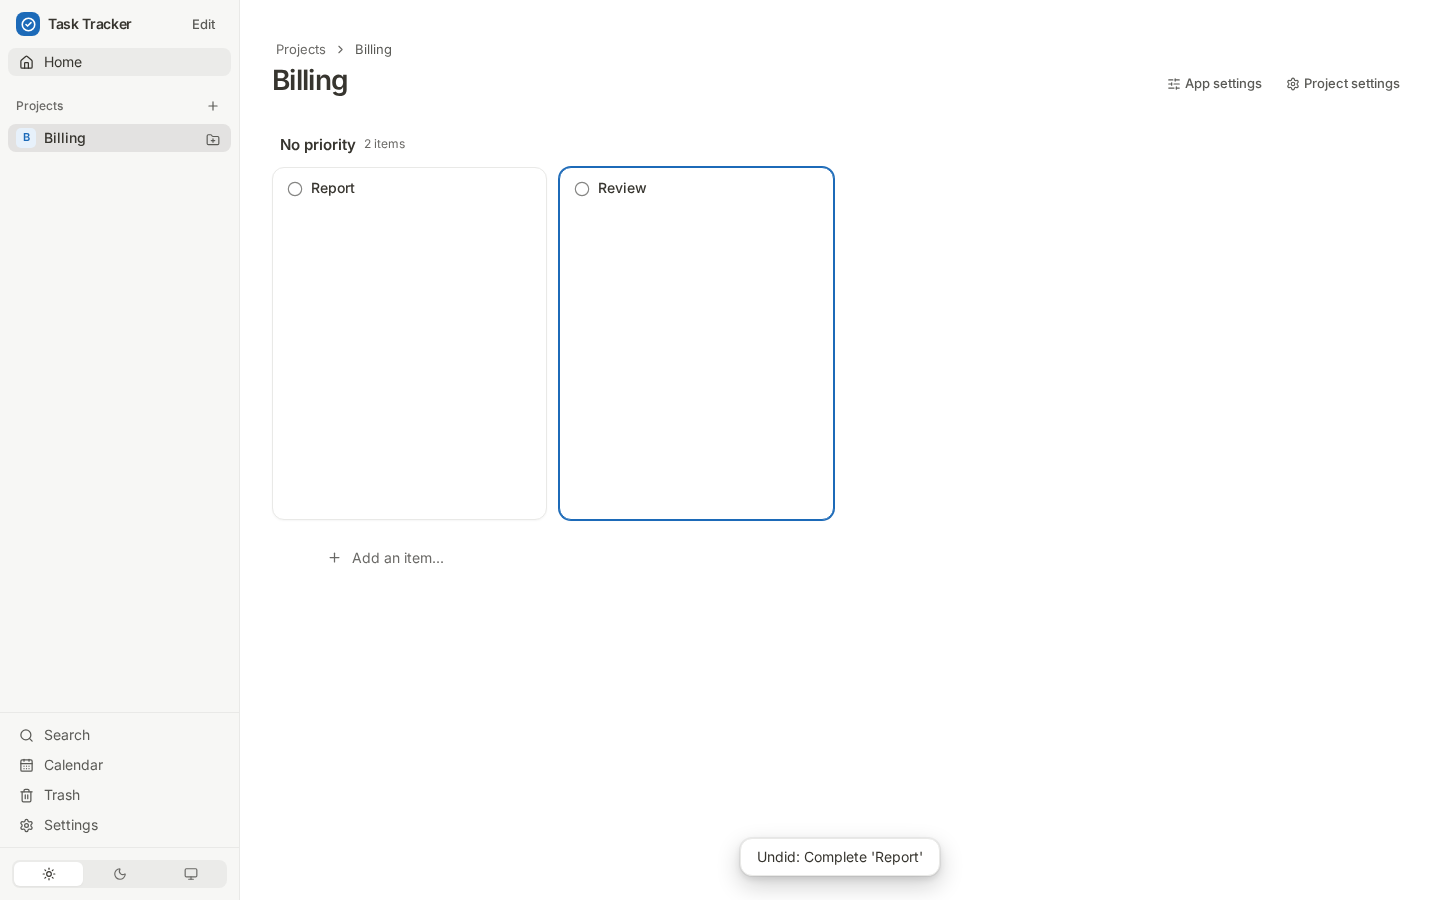 Task Tracker
Edit
Home
Projects
B Billing
Search
Calendar
Trash
Settings
Projects > Billing
Billing
App settings
Project settings
No priority 2 items
Report
Review
Add an item...
Undid: Complete 'Report'